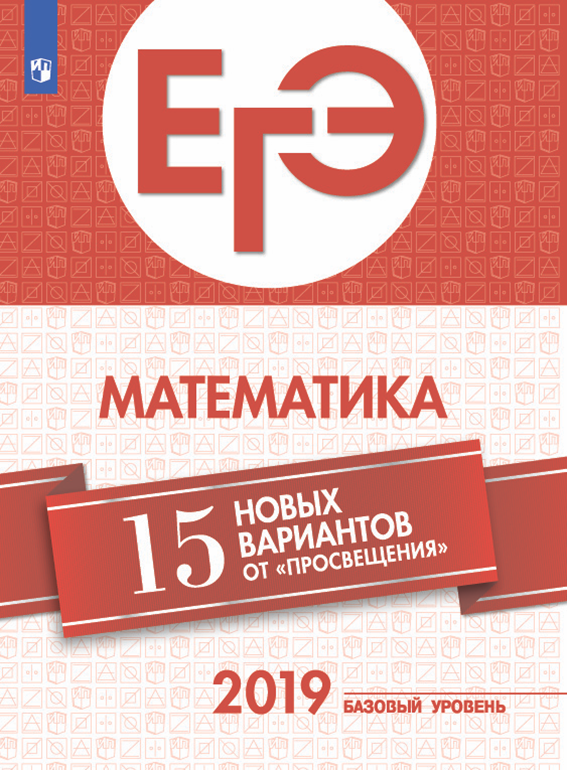 ЕГЭ
МАТЕМАТИКА
15 НОВЫХ
ВАРИАНТОВ
ОТ «ПРОСВЕЩЕНИЯ»
2019
БАЗОВЫЙ УРОВЕНЬ